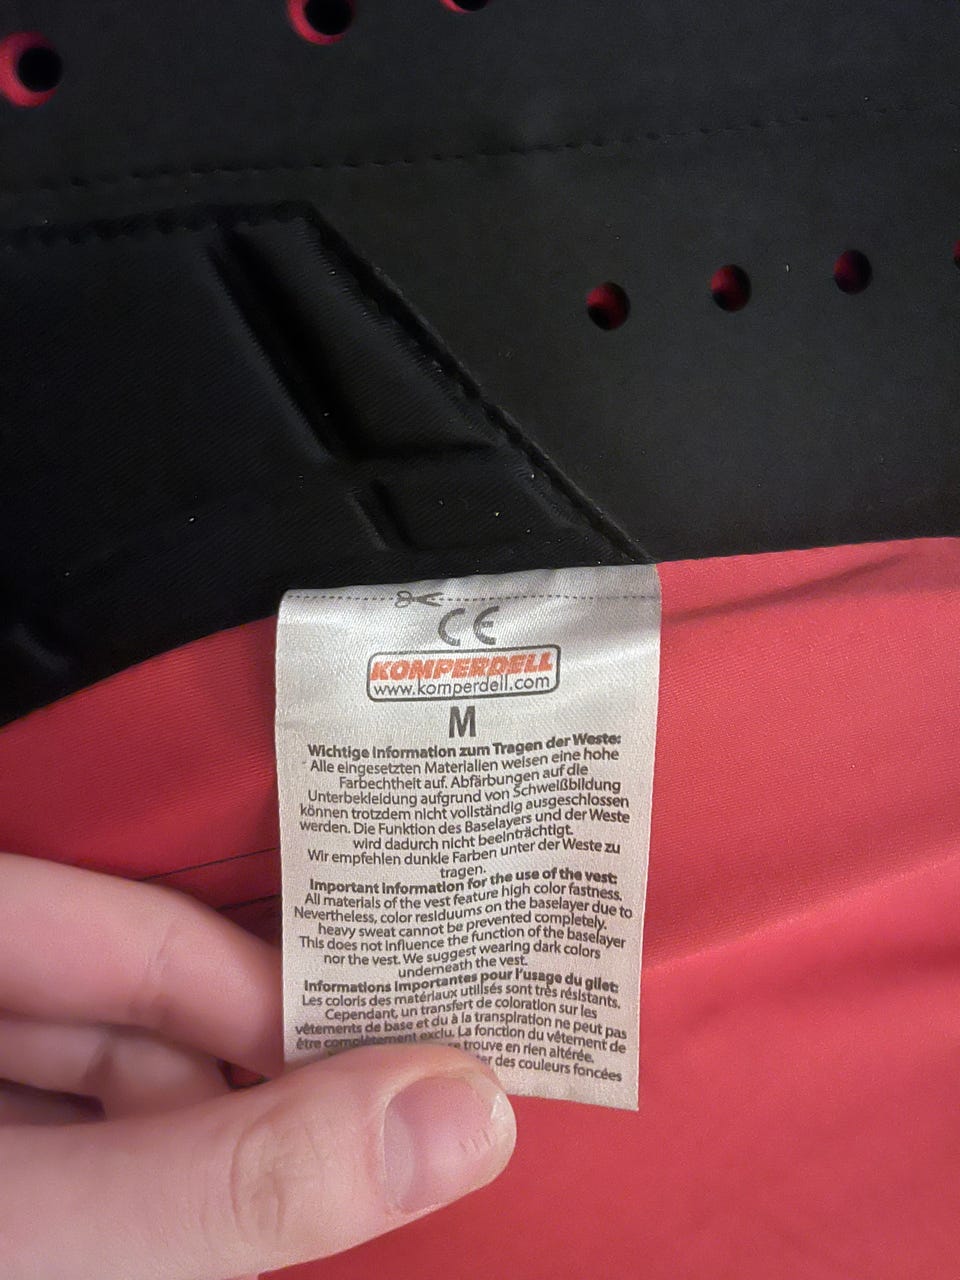 CE
KOMPERDELL
www.komperdell.com
M
Wichtige Information zum Tragen der Weste:
Alle eingesetzten Materialien weisen eine hohe
Farbechtheit auf. Abfärbungen auf die
Unterbekleidung aufgrund von Schweißbildung
können trotzdem nicht vollständig ausgeschlossen
werden. Die Funktion des Baselayers und der Weste
wird dadurch nicht beeinträchtigt.
Wir empfehlen dunkle Farben unter der Weste zu
tragen.
Important information for the use of the vest:
All materials of the vest feature high color fastness.
Nevertheless, color residuums on the baselayer due to
heavy sweat cannot be prevented completely.
This does not influence the function of the baselayer
nor the vest. We suggest wearing dark colors
underneath the vest.
Informations importantes pour l'usage du gilet:
Les coloris des matériaux utilisés sont très résistants.
Cependant, un transfert de coloration sur les
vêtements de base et du à la transpiration ne peut pas
être complètement exclu. La fonction du vêtement de
trouve en rien altérée.
des couleurs foncées